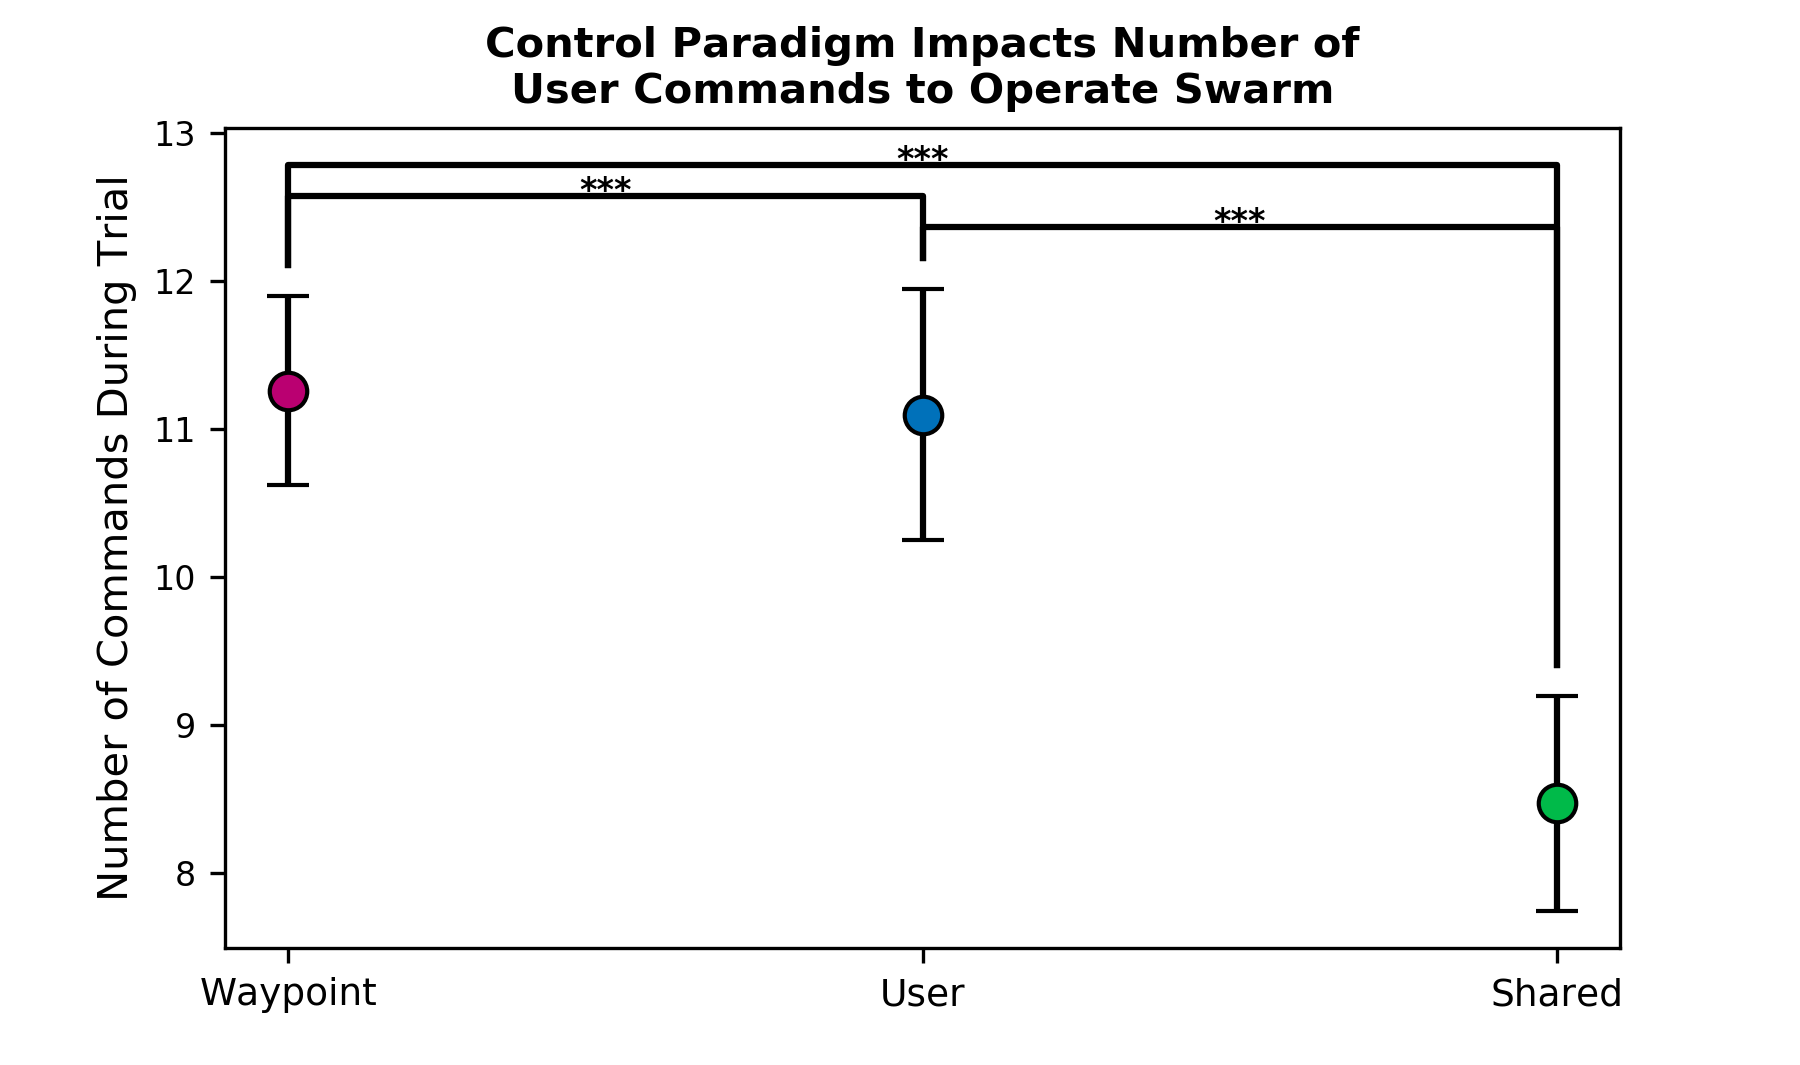 Control Paradigm Impacts Number of
User Commands to Operate Swarm
Number of Commands During Trial
13
12
11
10
9
8
***
***
***
Waypoint
User
Shared